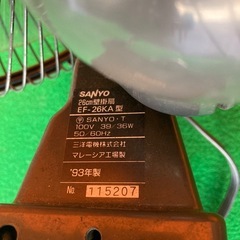 SANYO
26cm壁掛扇
EF-26KA型
SANYO・T
100V 39/36W
50/60Hz
三洋電機株式会社
マレーシア工場製
'93年製
No 115207